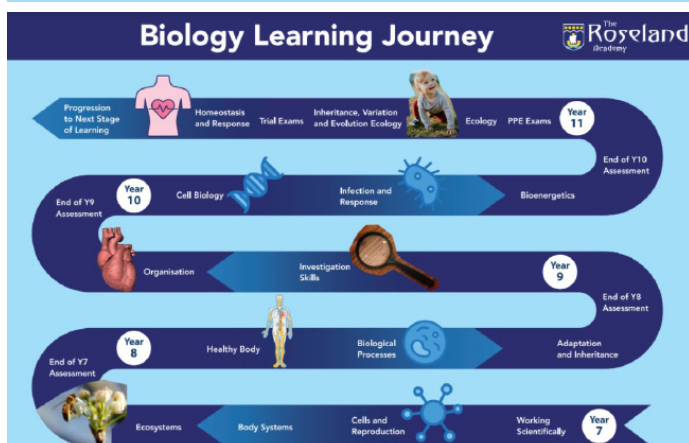 Biology Learning Journey
The
Roseland
Academy
Progression
to Next Stage
of Learning
Homeostasis
and Response
Trial Exams
Inheritance, Variation
and Evolution Ecology
Ecology
PPE Exams
Year
11
End of Y10
Assessment
End of Y9
Assessment
Year
10
Cell Biology
Infection and
Response
Bioenergetics
Organisation
Investigation
Skills
Year
9
End of Y8
Assessment
Year
8
Healthy Body
Biological
Processes
Adaptation
and Inheritance
End of Y7
Assessment
Ecosystems
Body Systems
Cells and
Reproduction
Working
Scientifically
Year
7